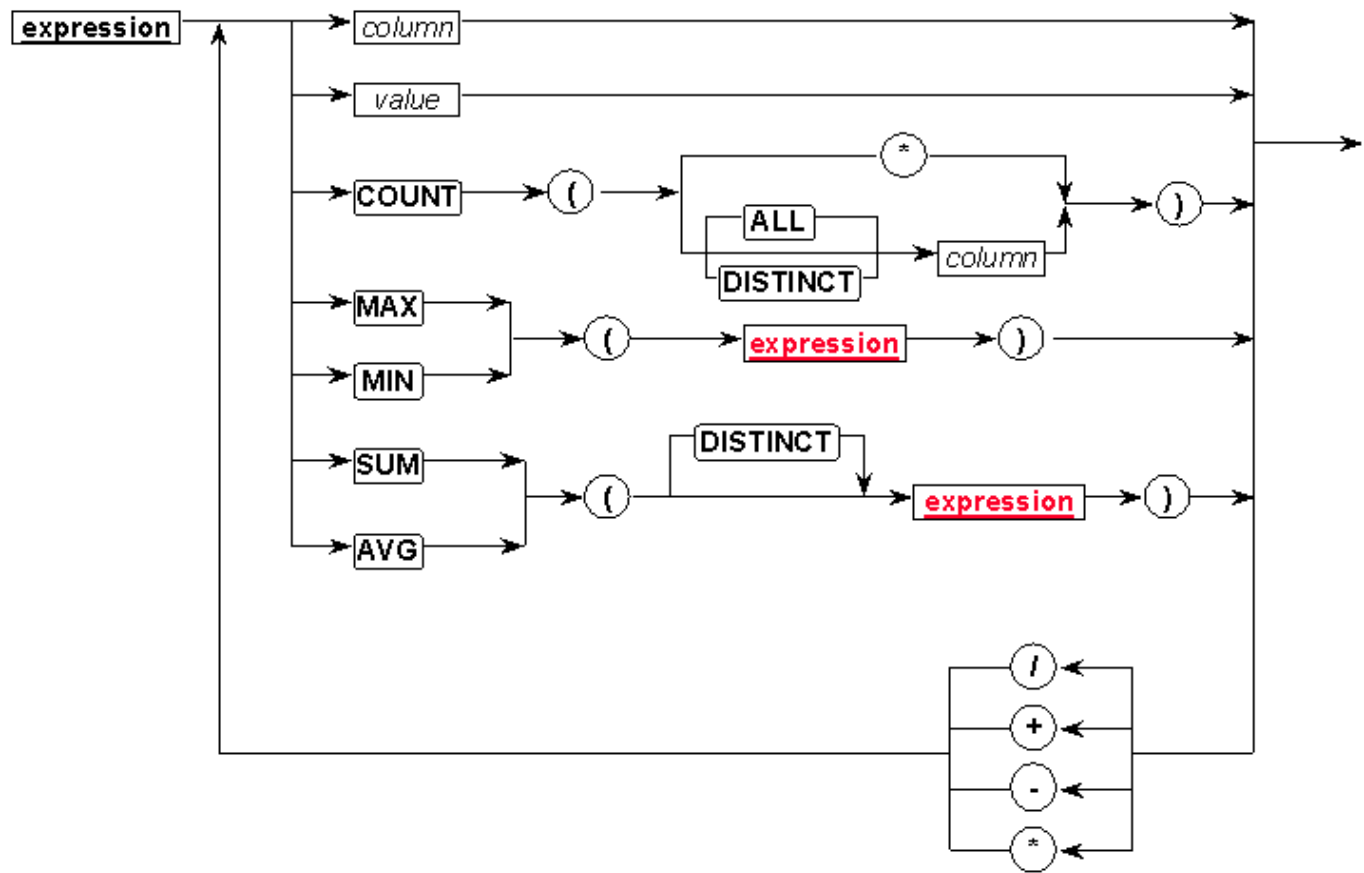 expression column
value
*
COUNT ( )
ALL
column
DISTINCT
MAX
( expression )
MIN
DISTINCT
SUM
( expression )
AVG
/
+
-
*